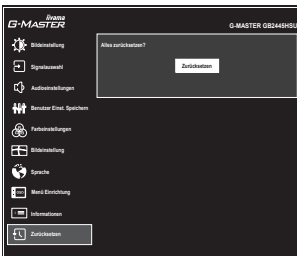 iiyama
G-MASTER
G-MASTER GB2445HSU
Bildeinstellung
Alles zurücksetzen?
Zurücksetzen
Signalauswahl
Audioeinstellungen
Benutzer Einst. Speichern
Farbeinstellungen
Bildeinstellung
Sprache
Menü Einrichtung
Informationen
Zurücksetzen